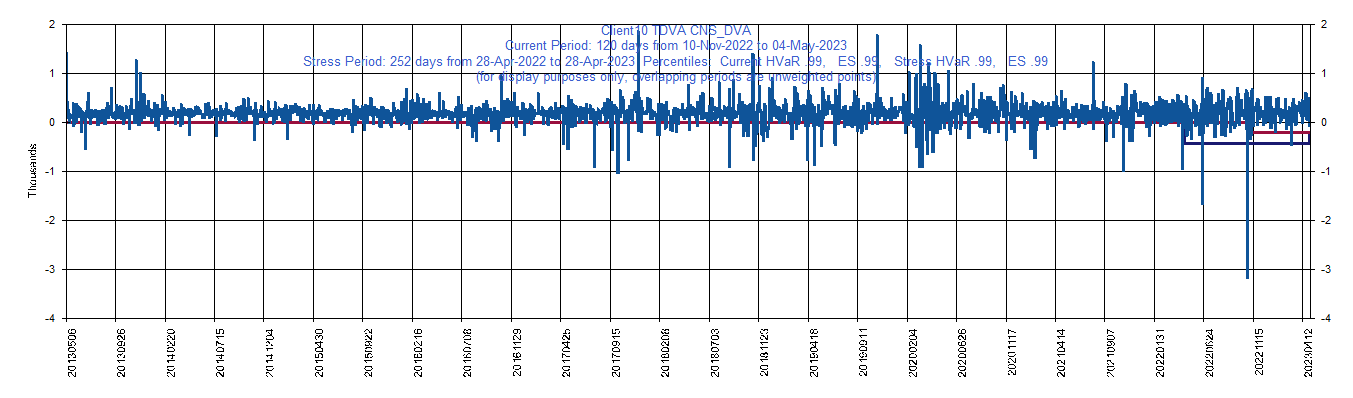 Client10 TDVA CNS_DVA
Current Period: 120 days from 10-Nov-2022 to 04-May-2023
Stress Period: 252 days from 28-Apr-2022 to 28-Apr-2023 Percentiles: Current HVaR .99, ES .99, Stress HVaR .99, ES .99
(for display purposes only, overlapping periods are unweighted points)
2 2
1 1
0 0
-1 -1
-2 -2
-3 -3
-4 -4
Thousands
20130506 20130926 20140220 20140715 20141204 20150430 20150922 20160216 20160708 20161129 20170425 20170915 20180208 20180703 20181123 20190418 20190911 20200204 20200626 20201117 20210414 20210907 20220131 20220624 20221115 20230412